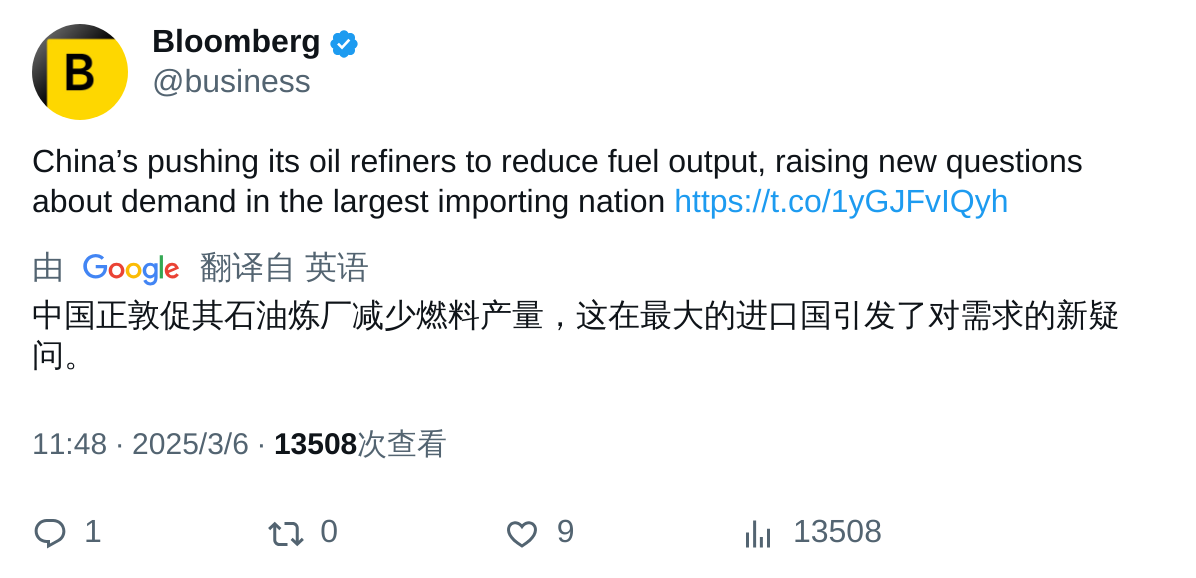 B
Bloomberg
@business
China’s pushing its oil refiners to reduce fuel output, raising new questions
about demand in the largest importing nation https://t.co/1yGJFvIQyh
由 Google 翻译自 英语
中国正敦促其石油炼厂减少燃料产量，这在最大的进口国引发了对需求的新疑
问。
11:48 · 2025/3/6 · 13508次查看
1 0 9 13508